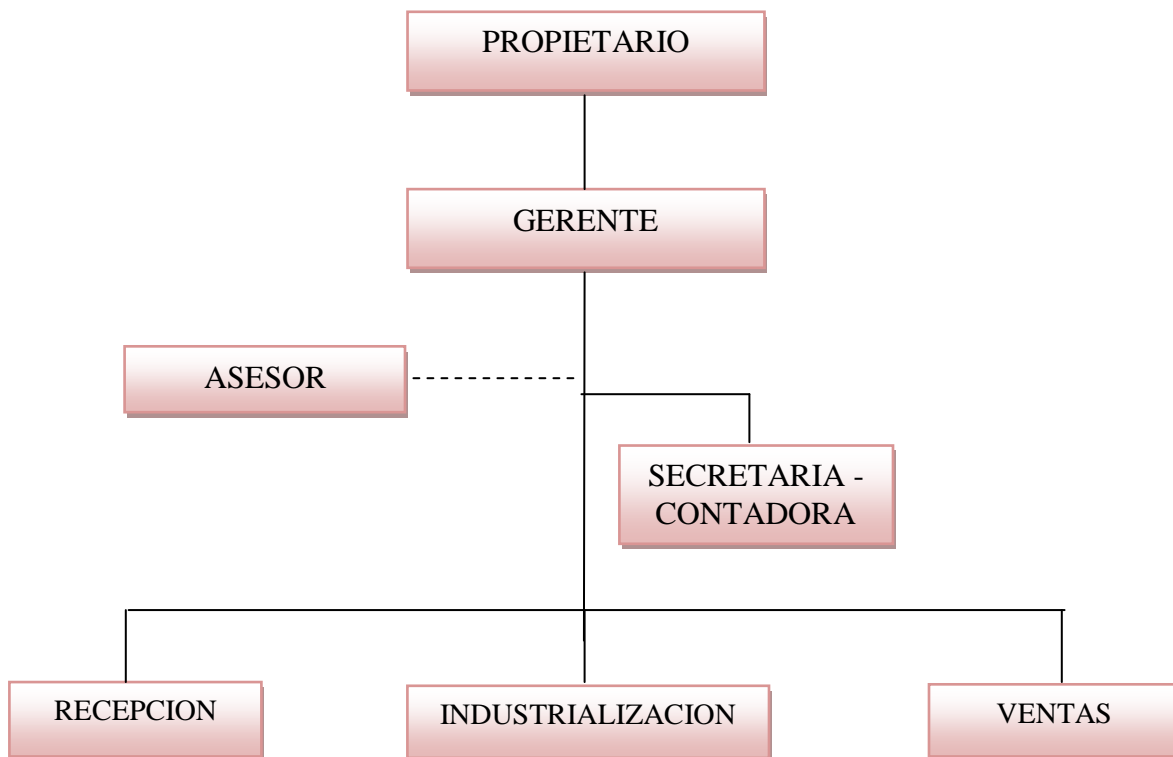 PROPIETARIO
GERENTE
ASESOR
SECRETARIA -
CONTADORA
RECEPCION
INDUSTRIALIZACION
VENTAS